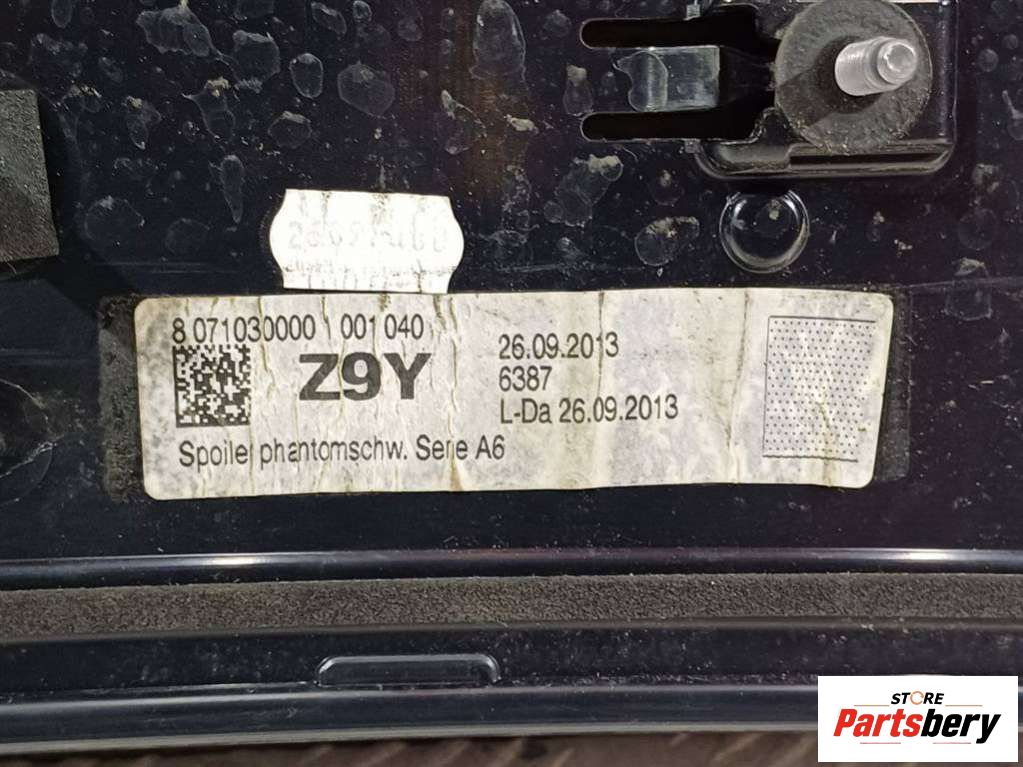 8 071030000 001 040
Z9Y
Spoiler phantomschw. Serie A6
26.09.2013
6387
L-Da 26.09.2013
STORE
Partsbery